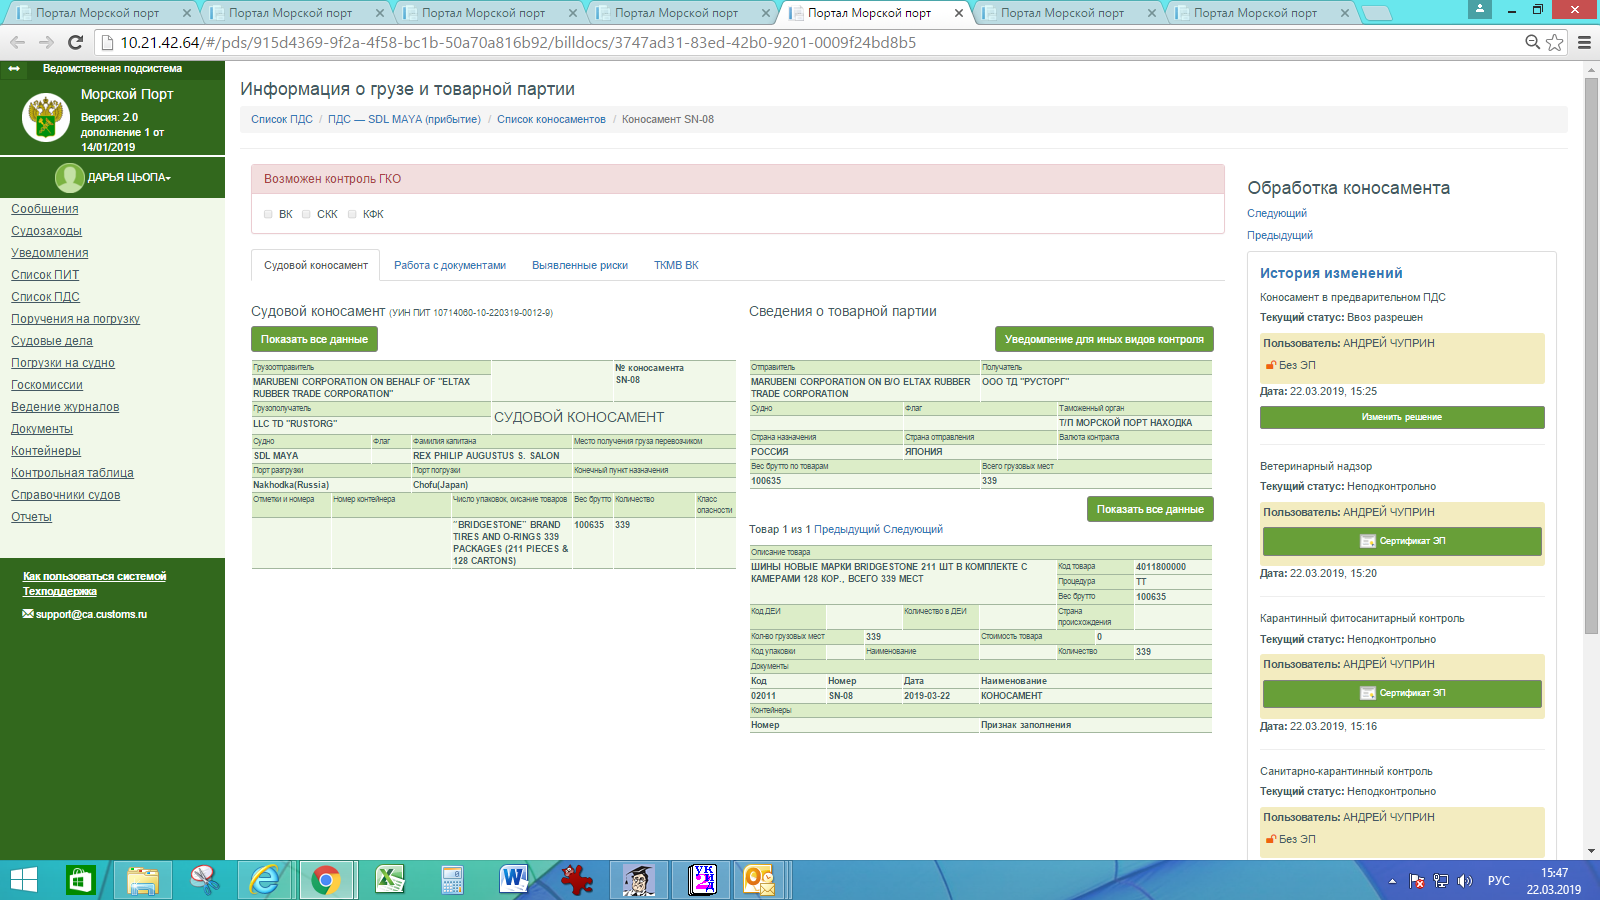 Портал Морской порт
Портал Морской порт
Портал Морской порт
Портал Морской порт
Портал Морской порт
Портал Морской порт
Портал Морской порт
10.21.42.64/#/pds/915d4369-9f2a-4f58-bc1b-50a70a816b92/billdocs/3747ad31-83ed-42b0-9201-0009f24bd8b5
Ведомственная подсистема
Морской Порт
Версия: 2.0
дополнение 1 от
14/01/2019
ДАРЬЯ ЦЬОПА
Сообщения
Судозаходы
Уведомления
Список ПИТ
Список ПДС
Поручения на погрузку
Судовые дела
Погрузки на судно
Госкомиссии
Ведение журналов
Документы
Контейнеры
Контрольная таблица
Справочники судов
Отчеты
Как пользоваться системой
Техподдержка
support@ca.customs.ru
Информация о грузе и товарной партии
Список ПДС / ПДС — SDL MAYA (прибытие) / Список коносаментов / Коносамент SN-08
Возможен контроль ГКО
ВК СКК КФК
Судовой коносамент Работа с документами Выявленные риски ТКМВ ВК
Судовой коносамент (УИН ПИТ 10714060-10-220319-0012-9)
Показать все данные
Грузоотправитель
№ коносамента
MARUBENI CORPORATION ON BEHALF OF "ELTAX
RUBBER TRADE CORPORATION"
SN-08
Грузополучатель
LLC TD "RUSTORG"
СУДОВОЙ КОНОСАМЕНТ
Судно Флаг Фамилия капитана Место получения груза перевозчиком
SDL MAYA REX PHILIP AUGUSTUS S. SALON
Порт разгрузки Порт погрузки Конечный пункт назначения
Nakhodka(Russia) Chofu(Japan)
Отметки и номера Номер контейнера Число упаковок, оисание товаров Вес брутто Количество Класс
опасности
"BRIDGESTONE" BRAND 100635 339
TIRES AND O-RINGS 339
PACKAGES (211 PIECES &
128 CARTONS)
Сведения о товарной партии
Уведомление для иных видов контроля
Отправитель Получатель
MARUBENI CORPORATION ON B/O ELTAX RUBBER ООО ТД "РУСТОРГ"
TRADE CORPORATION
Судно Флаг Таможенный орган
Т/П МОРСКОЙ ПОРТ НАХОДКА
Страна назначения Страна отправления Валюта контракта
РОССИЯ ЯПОНИЯ
Вес брутто по товарам Всего грузовых мест
100635 339
Показать все данные
Товар 1 из 1 Предыдущий Следующий
Описание товара
ШИНЫ НОВЫЕ МАРКИ BRIDGESTONE 211 ШТ В КОМПЛЕКТЕ С Код товара 4011800000
КАМЕРАМИ 128 КОР., ВСЕГО 339 МЕСТ
Процедура ТТ
Вес брутто 100635
Код ДЕИ Количество в ДЕИ Страна
происхождения
Кол-во грузовых мест 339 Стоимость товара 0
Код упаковки Наименование Количество 339
Документы
Код Номер Дата Наименование
02011 SN-08 2019-03-22 КОНОСАМЕНТ
Контейнеры
Номер Признак заполнения
Обработка коносамента
Следующий
Предыдущий
История изменений
Коносамент в предварительном ПДС
Текущий статус: Ввоз разрешен
Пользователь: АНДРЕЙ ЧУПРИН
Без ЭП
Дата: 22.03.2019, 15:25
Изменить решение
Ветеринарный надзор
Текущий статус: Неподконтрольно
Пользователь: АНДРЕЙ ЧУПРИН
Сертификат ЭП
Дата: 22.03.2019, 15:20
Карантинный фитосанитарный контроль
Текущий статус: Неподконтрольно
Пользователь: АНДРЕЙ ЧУПРИН
Сертификат ЭП
Дата: 22.03.2019, 15:16
Санитарно-карантинный контроль
Текущий статус: Неподконтрольно
Пользователь: АНДРЕЙ ЧУПРИН
Без ЭП
РУС
15:47
22.03.2019